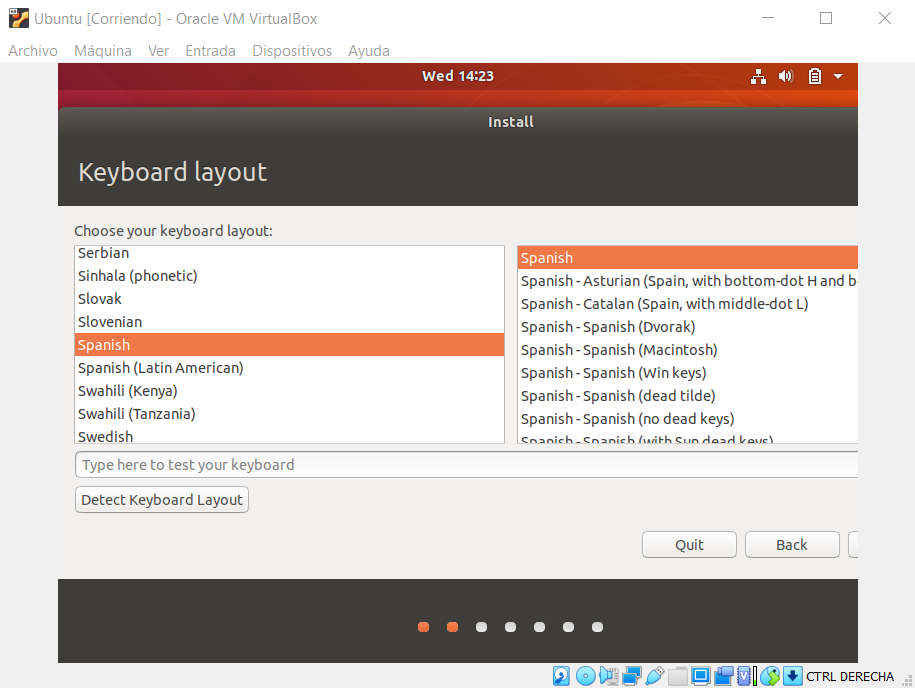 Ubuntu [Corriendo] - Oracle VM VirtualBox
Archivo Máquina Ver Entrada Dispositivos Ayuda
Wed 14:23
Install
Keyboard layout
Choose your keyboard layout:
Serbian
Sinhala (phonetic)
Slovak
Slovenian
Spanish
Spanish (Latin American)
Swahili (Kenya)
Swahili (Tanzania)
Swedish
Spanish
Spanish - Asturian (Spain, with bottom-dot H and b
Spanish - Catalan (Spain, with middle-dot L)
Spanish - Spanish (Dvorak)
Spanish - Spanish (Macintosh)
Spanish - Spanish (Win keys)
Spanish - Spanish (dead tilde)
Spanish - Spanish (no dead keys)
Spanish - Spanish (with Sun dead keys)
Type here to test your keyboard
Detect Keyboard Layout
Quit Back
CTRL DERECHA